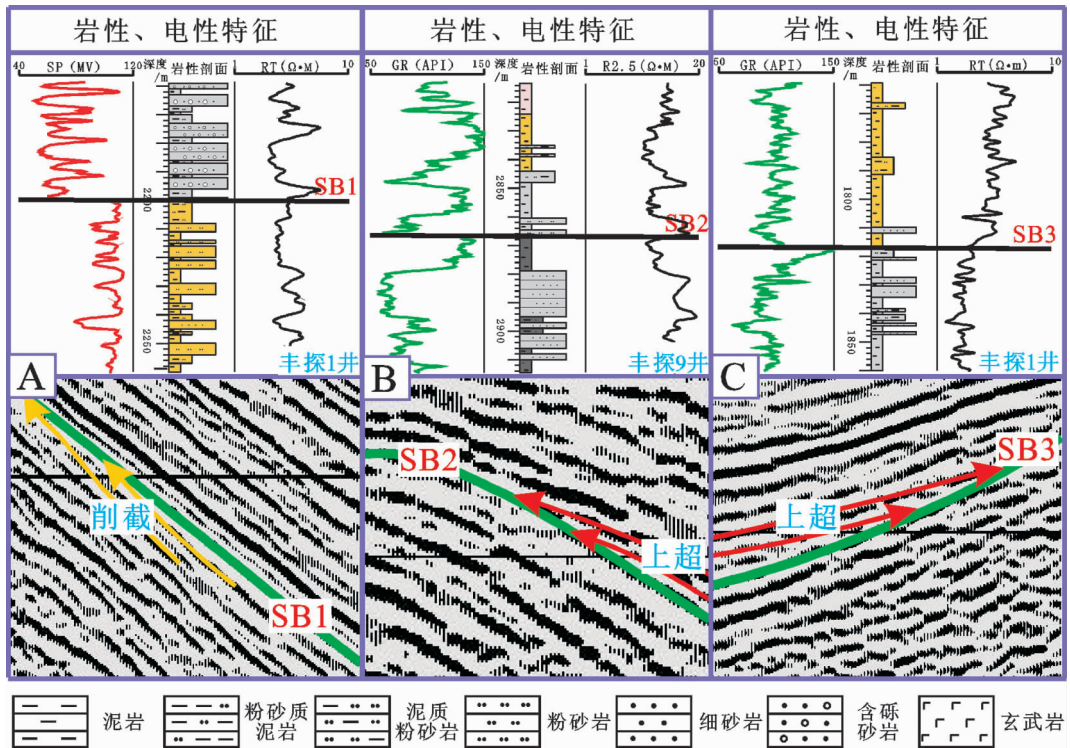 岩性、电性特征
岩性、电性特征
岩性、电性特征
40 SP (MV) 120 深度/m 岩性剖面 1 RT(Ω•M) 10
50 GR (API) 150 深度/m 岩性剖面 1 R2.5(Ω•M) 20
50 GR (API) 150 深度/m 岩性剖面 1 RT(Ω•m) 10
2200
SB1
2250
丰探1井
2850
SB2
2900
丰探9井
1800
SB3
1850
丰探1井
A
削截
SB1
B
SB2
上超
C
SB3
上超
泥岩
粉砂质
泥岩
泥质
粉砂岩
粉砂岩
细砂岩
含砾
砂岩
玄武岩